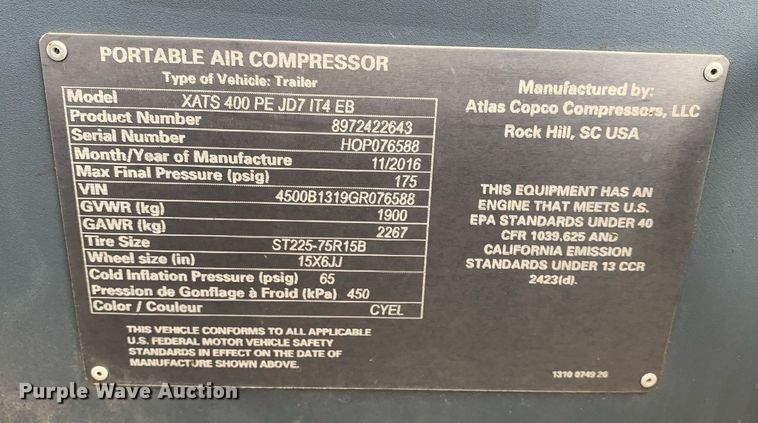 PORTABLE AIR COMPRESSOR
Type of Vehicle: Trailer
Model XATS 400 PE JD7 IT4 EB
Product Number 8972422643
Serial Number HOP076588
Month/Year of Manufacture 11/2016
Max Final Pressure (psig) 175
VIN 4500B1319GR076588
GVWR (kg) 1900
GAWR (kg) 2267
Tire Size ST225-75R15B
Wheel size (in) 15X6JJ
Cold Inflation Pressure (psig) 65
Pression de Gonflage à Froid (kPa) 450
Color / Couleur CYEL
THIS VEHICLE CONFORMS TO ALL APPLICABLE
U.S. FEDERAL MOTOR VEHICLE SAFETY
STANDARDS IN EFFECT ON THE DATE OF
MANUFACTURE SHOWN ABOVE.
Manufactured by:
Atlas Copco Compressors, LLC
Rock Hill, SC USA
THIS EQUIPMENT HAS AN
ENGINE THAT MEETS U.S.
EPA STANDARDS UNDER 40
CFR 1039.625 AND
CALIFORNIA EMISSION
STANDARDS UNDER 13 CCR
2423(d).
1310 0749 26
Purple Wave Auction